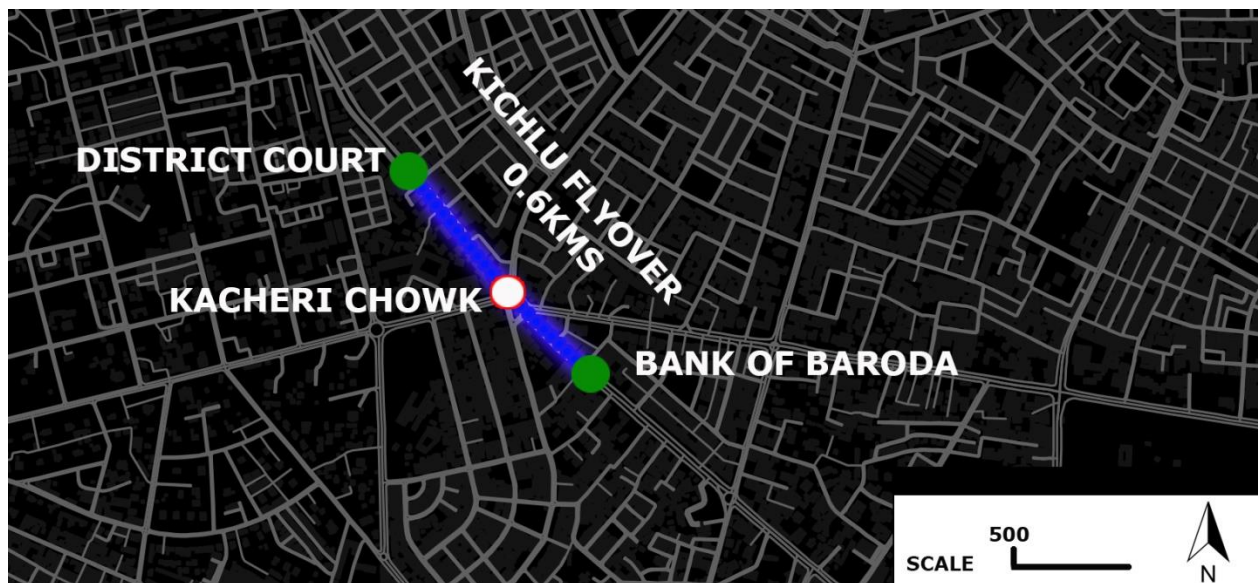 KICHLU FLYOVER
0.6KMS
DISTRICT COURT
KACHERI CHOWK
BANK OF BARODA
500
SCALE
N